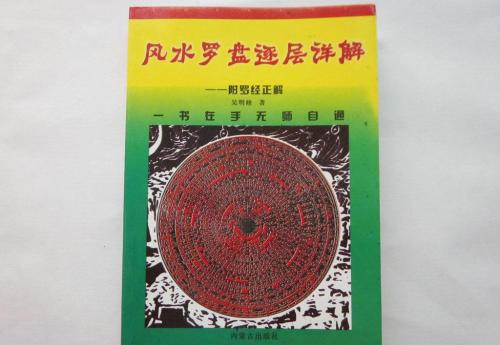 风水罗盘逐层详解
——附罗经正解
吴明修 著
一书在手无师自通
内蒙古出版社